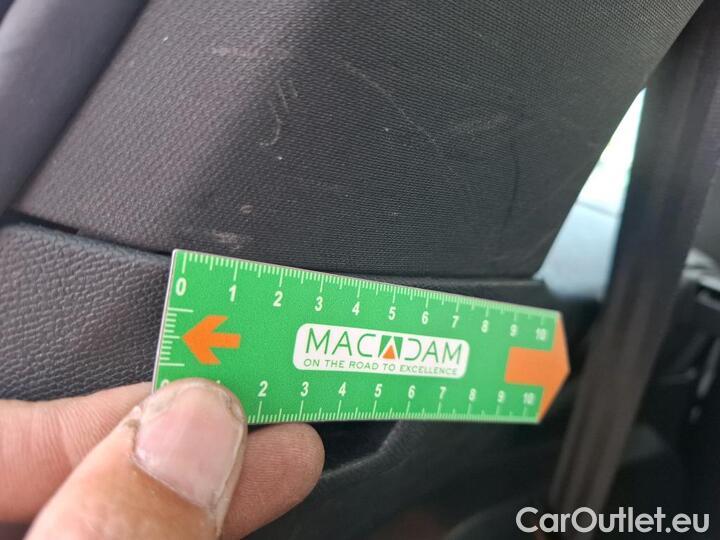 0 1 2 3 4 5 6 7 8 9 10
MACADAM
ON THE ROAD TO EXCELLENCE
2 3 4 5 6 7 8 9 10
CarOutlet.eu